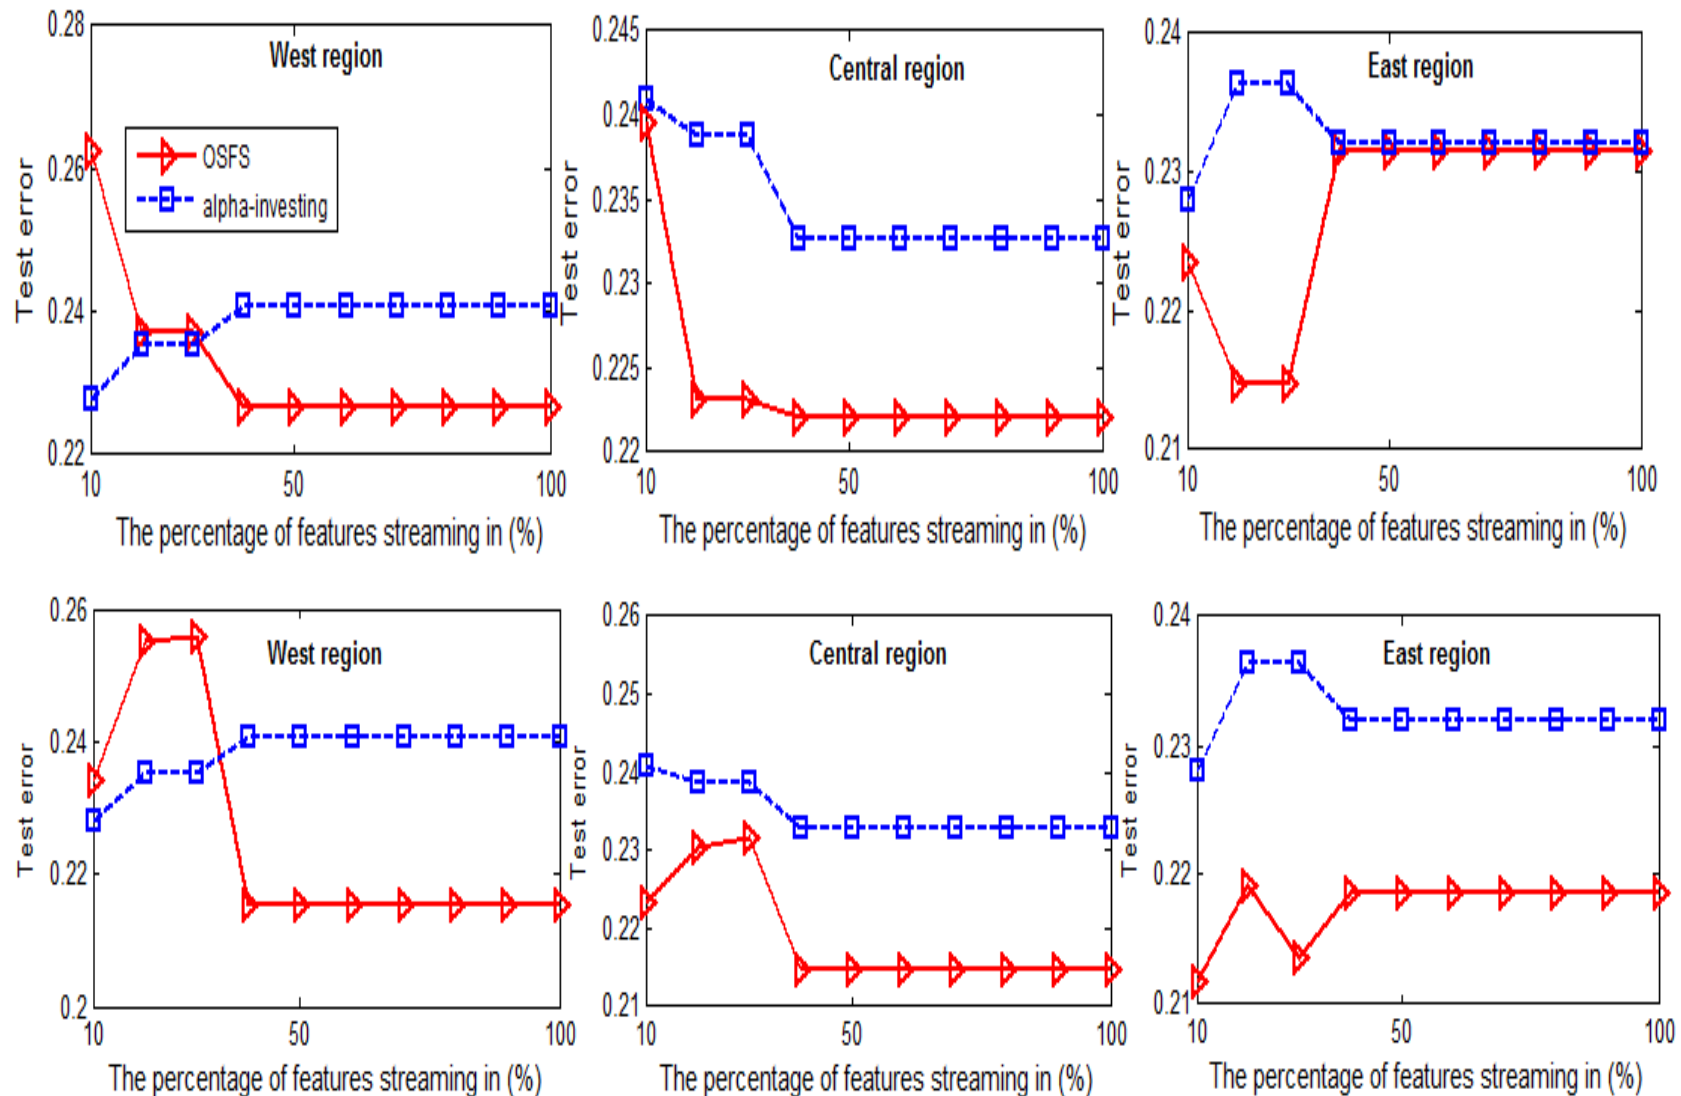 West region
OSFS
alpha-investing
0.28
0.26
0.24
0.22
Test error
10
50
100
The percentage of features streaming in (%)
Central region
0.245
0.24
0.235
0.23
0.225
0.22
Test error
10
50
100
The percentage of features streaming in (%)
East region
0.24
0.23
0.22
0.21
Test error
10
50
100
The percentage of features streaming in (%)
West region
0.26
0.24
0.22
0.2
Test error
10
50
100
The percentage of features streaming in (%)
Central region
0.26
0.25
0.24
0.23
0.22
0.21
Test error
10
50
100
The percentage of features streaming in (%)
East region
0.24
0.23
0.22
0.21
Test error
10
50
100
The percentage of features streaming in (%)